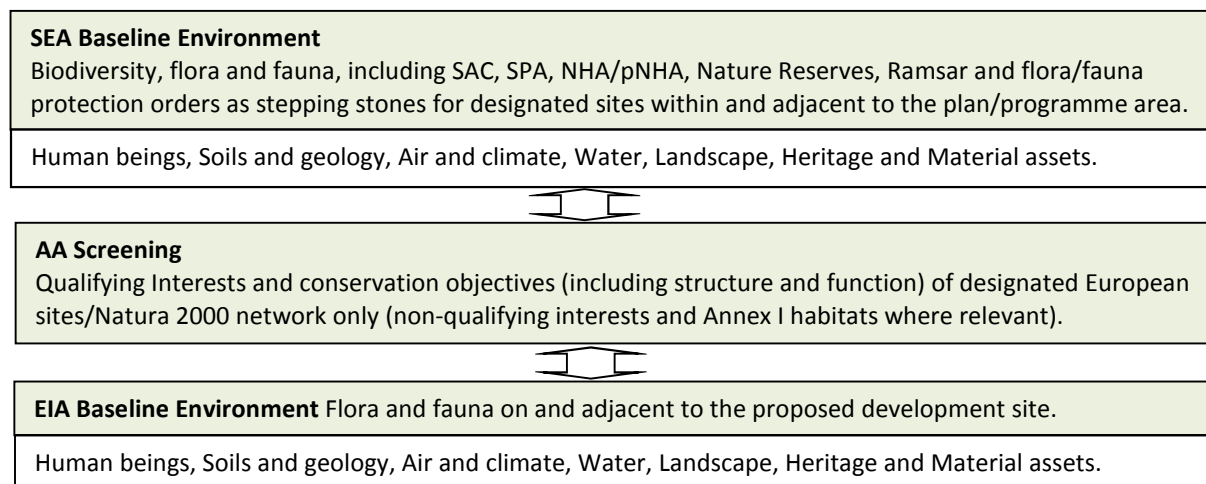 SEA Baseline Environment
Biodiversity, flora and fauna, including SAC, SPA, NHA/pNHA, Nature Reserves, Ramsar and flora/fauna
protection orders as stepping stones for designated sites within and adjacent to the plan/programme area.
Human beings, Soils and geology, Air and climate, Water, Landscape, Heritage and Material assets.
AA Screening
Qualifying Interests and conservation objectives (including structure and function) of designated European
sites/Natura 2000 network only (non-qualifying interests and Annex I habitats where relevant).
EIA Baseline Environment Flora and fauna on and adjacent to the proposed development site.
Human beings, Soils and geology, Air and climate, Water, Landscape, Heritage and Material assets.